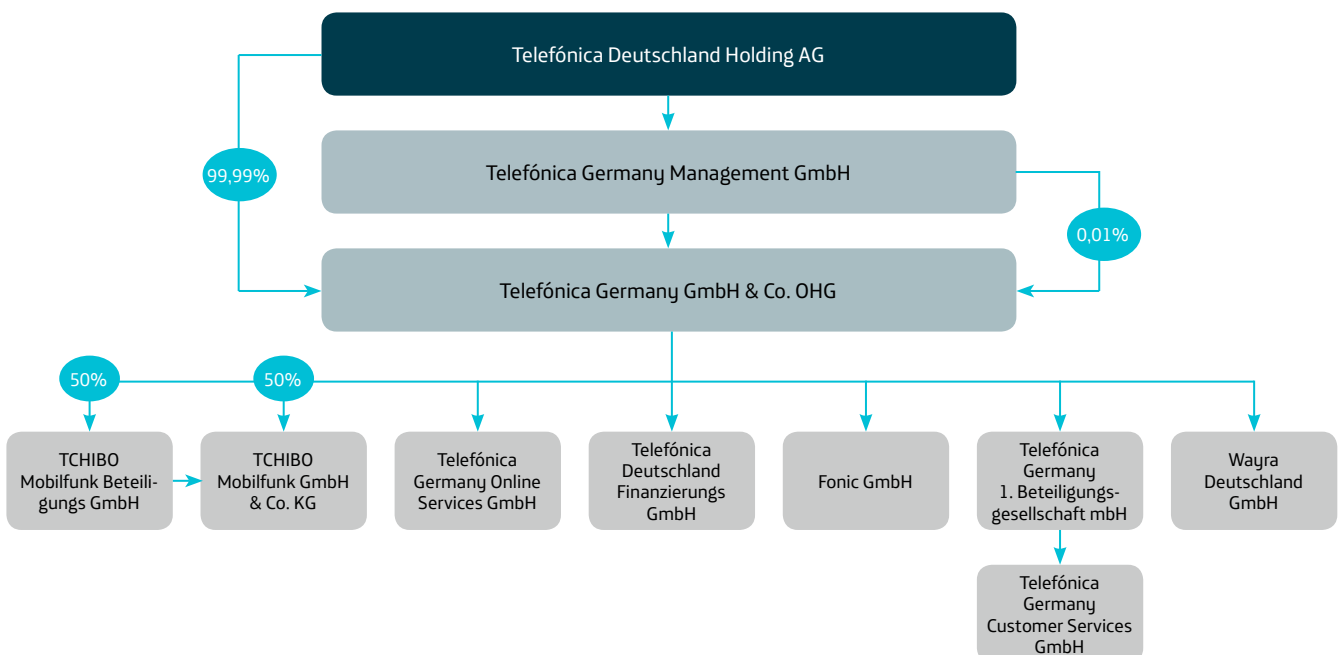 Telefónica Deutschland Holding AG
99,99%
Telefónica Germany Management GmbH
0,01%
Telefónica Germany GmbH & Co. OHG
50%
50%
TCHIBO
Mobilfunk Beteili-
gungs GmbH
TCHIBO
Mobilfunk GmbH
& Co. KG
Telefónica
Germany Online
Services GmbH
Telefónica
Deutschland
Finanzierungs
GmbH
Fonic GmbH
Telefónica
Germany
1. Beteiligungs-
gesellschaft mbH
Wayra
Deutschland
GmbH
Telefónica
Germany
Customer Services
GmbH